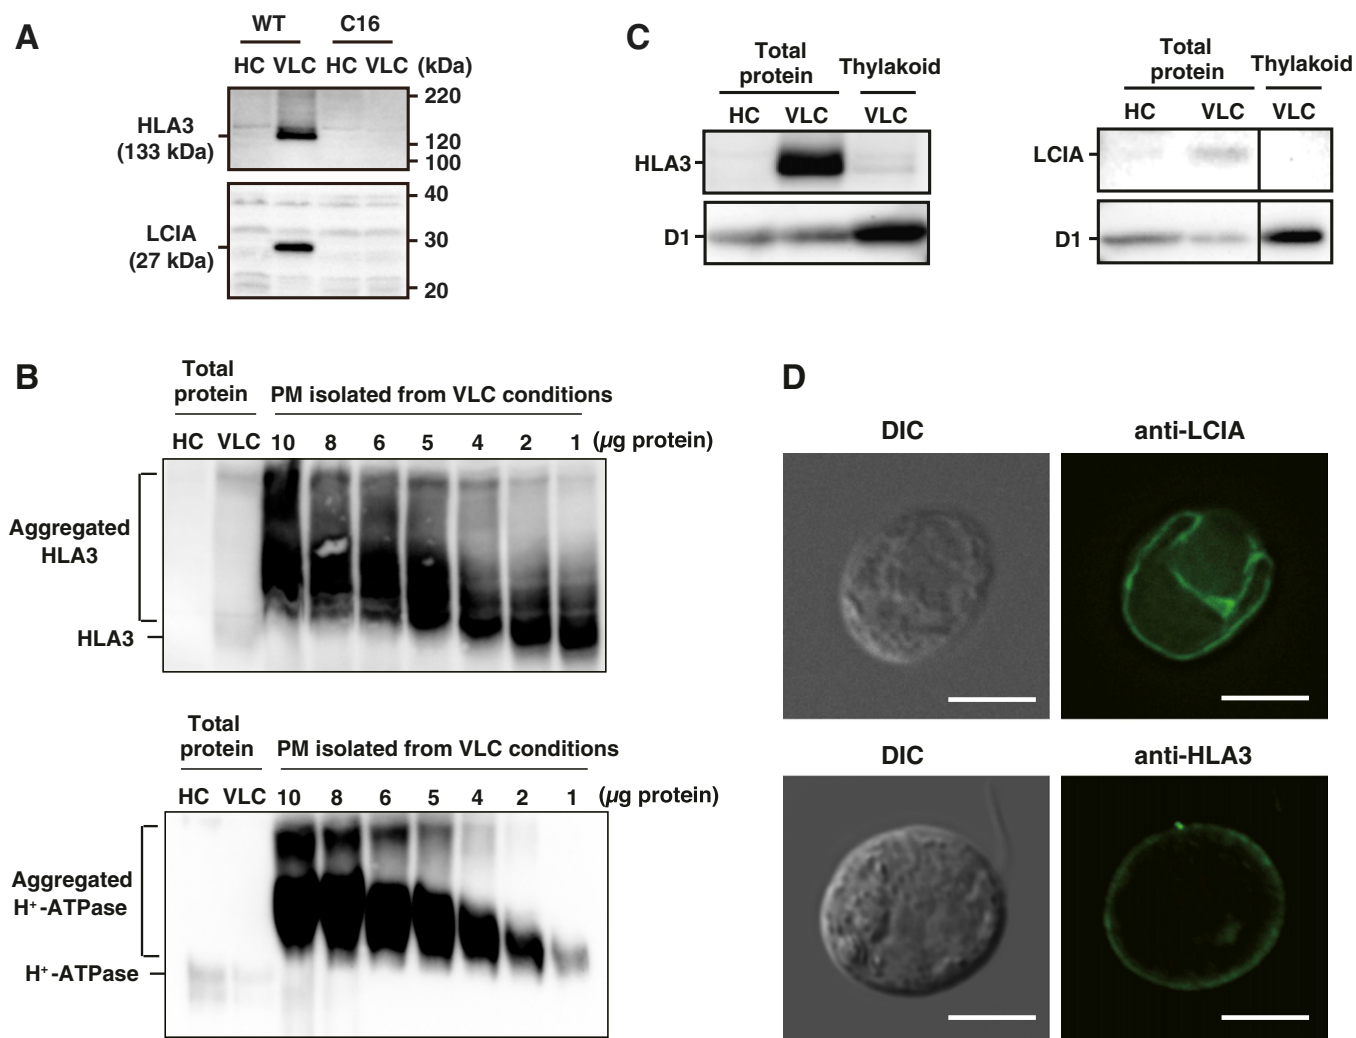 A
WT C16
HC VLC HC VLC (kDa)
220
HLA3
(133 kDa)
120
100
40
LCIA
(27 kDa)
30
20
B
Total
protein
PM isolated from VLC conditions
HC VLC 10 8 6 5 4 2 1 (µg protein)
Aggregated
HLA3
HLA3
Total
protein
PM isolated from VLC conditions
HC VLC 10 8 6 5 4 2 1 (µg protein)
Aggregated
H⁺-ATPase
H⁺-ATPase
C
Total
protein
Thylakoid
HC VLC VLC
HLA3
D1
Total
protein
Thylakoid
HC VLC VLC
LCIA
D1
D
DIC anti-LCIA
DIC anti-HLA3